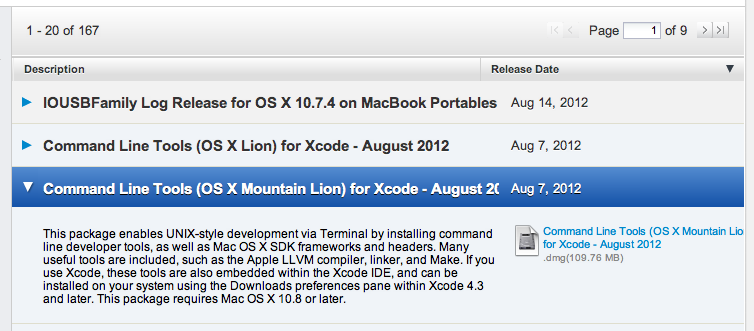 1 - 20 of 167
Page 1 of 9
Description Release Date
IOUSBFamily Log Release for OS X 10.7.4 on MacBook Portables Aug 14, 2012
Command Line Tools (OS X Lion) for Xcode - August 2012 Aug 7, 2012
Command Line Tools (OS X Mountain Lion) for Xcode - August 20 Aug 7, 2012
This package enables UNIX-style development via Terminal by installing command
line developer tools, as well as Mac OS X SDK frameworks and headers. Many
useful tools are included, such as the Apple LLVM compiler, linker, and Make. If you
use Xcode, these tools are also embedded within the Xcode IDE, and can be
installed on your system using the Downloads preferences pane within Xcode 4.3
and later. This package requires Mac OS X 10.8 or later.
Command Line Tools (OS X Mountain Lio
for Xcode - August 2012
.dmg(109.76 MB)